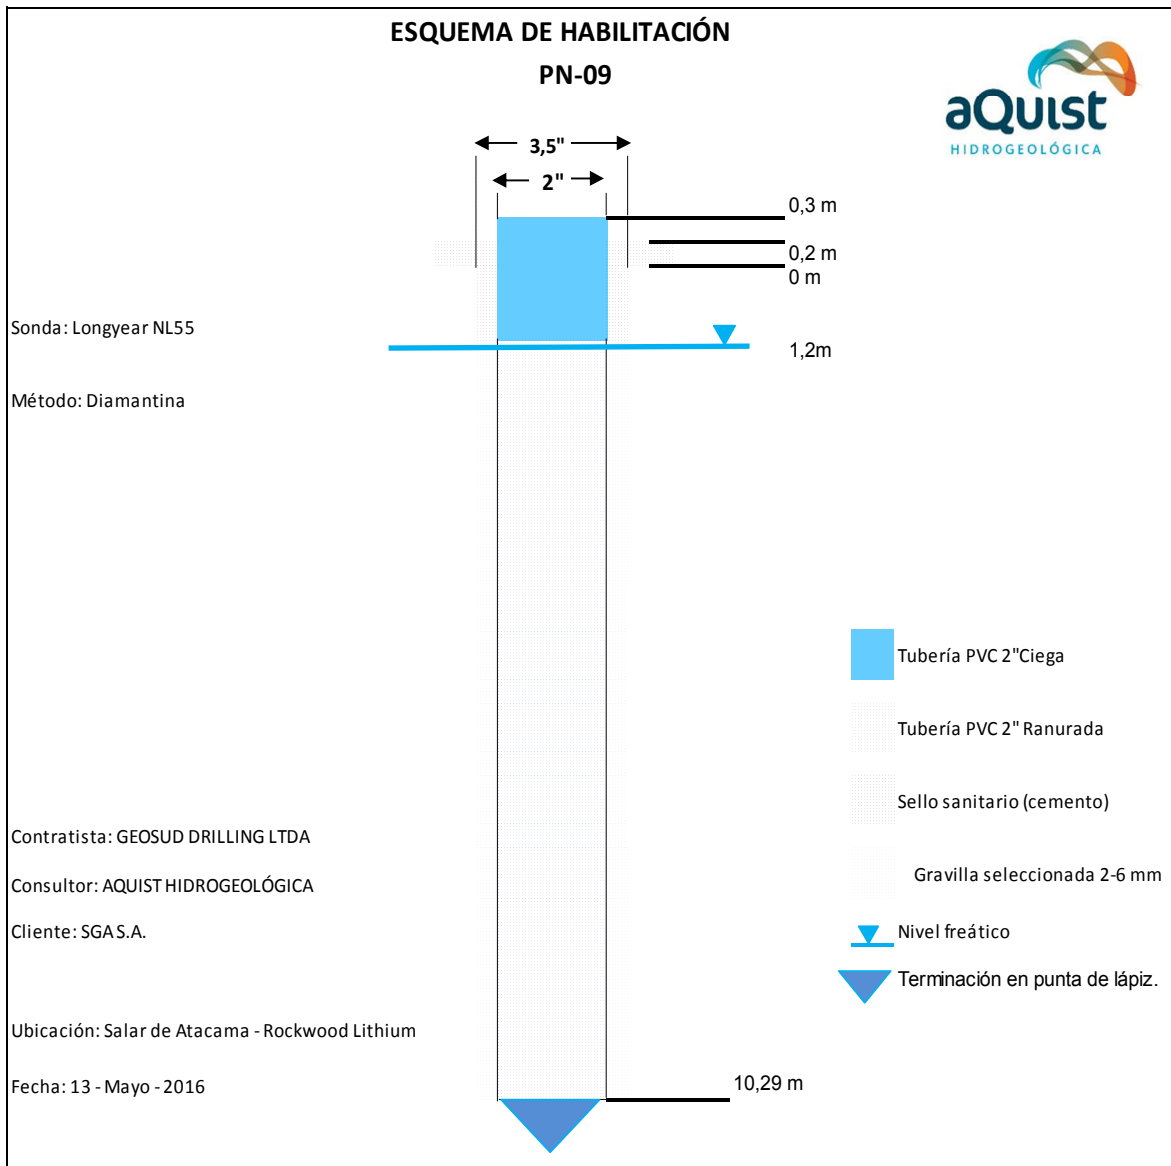 ESQUEMA DE HABILITACIÓN
PN-09
aQuist
HIDROGEOLÓGICA
3,5"
2"
0,3 m
0,2 m
0 m
Sonda: Longyear NL55
1,2m
Método: Diamantina
Tubería PVC 2"Ciega
Tubería PVC 2" Ranurada
Sello sanitario (cemento)
Contratista: GEOSUD DRILLING LTDA
Gravilla seleccionada 2-6 mm
Consultor: AQUIST HIDROGEOLÓGICA
Cliente: SGA S.A.
Nivel freático
Terminación en punta de lápiz.
Ubicación: Salar de Atacama - Rockwood Lithium
Fecha: 13 - Mayo - 2016
10,29 m